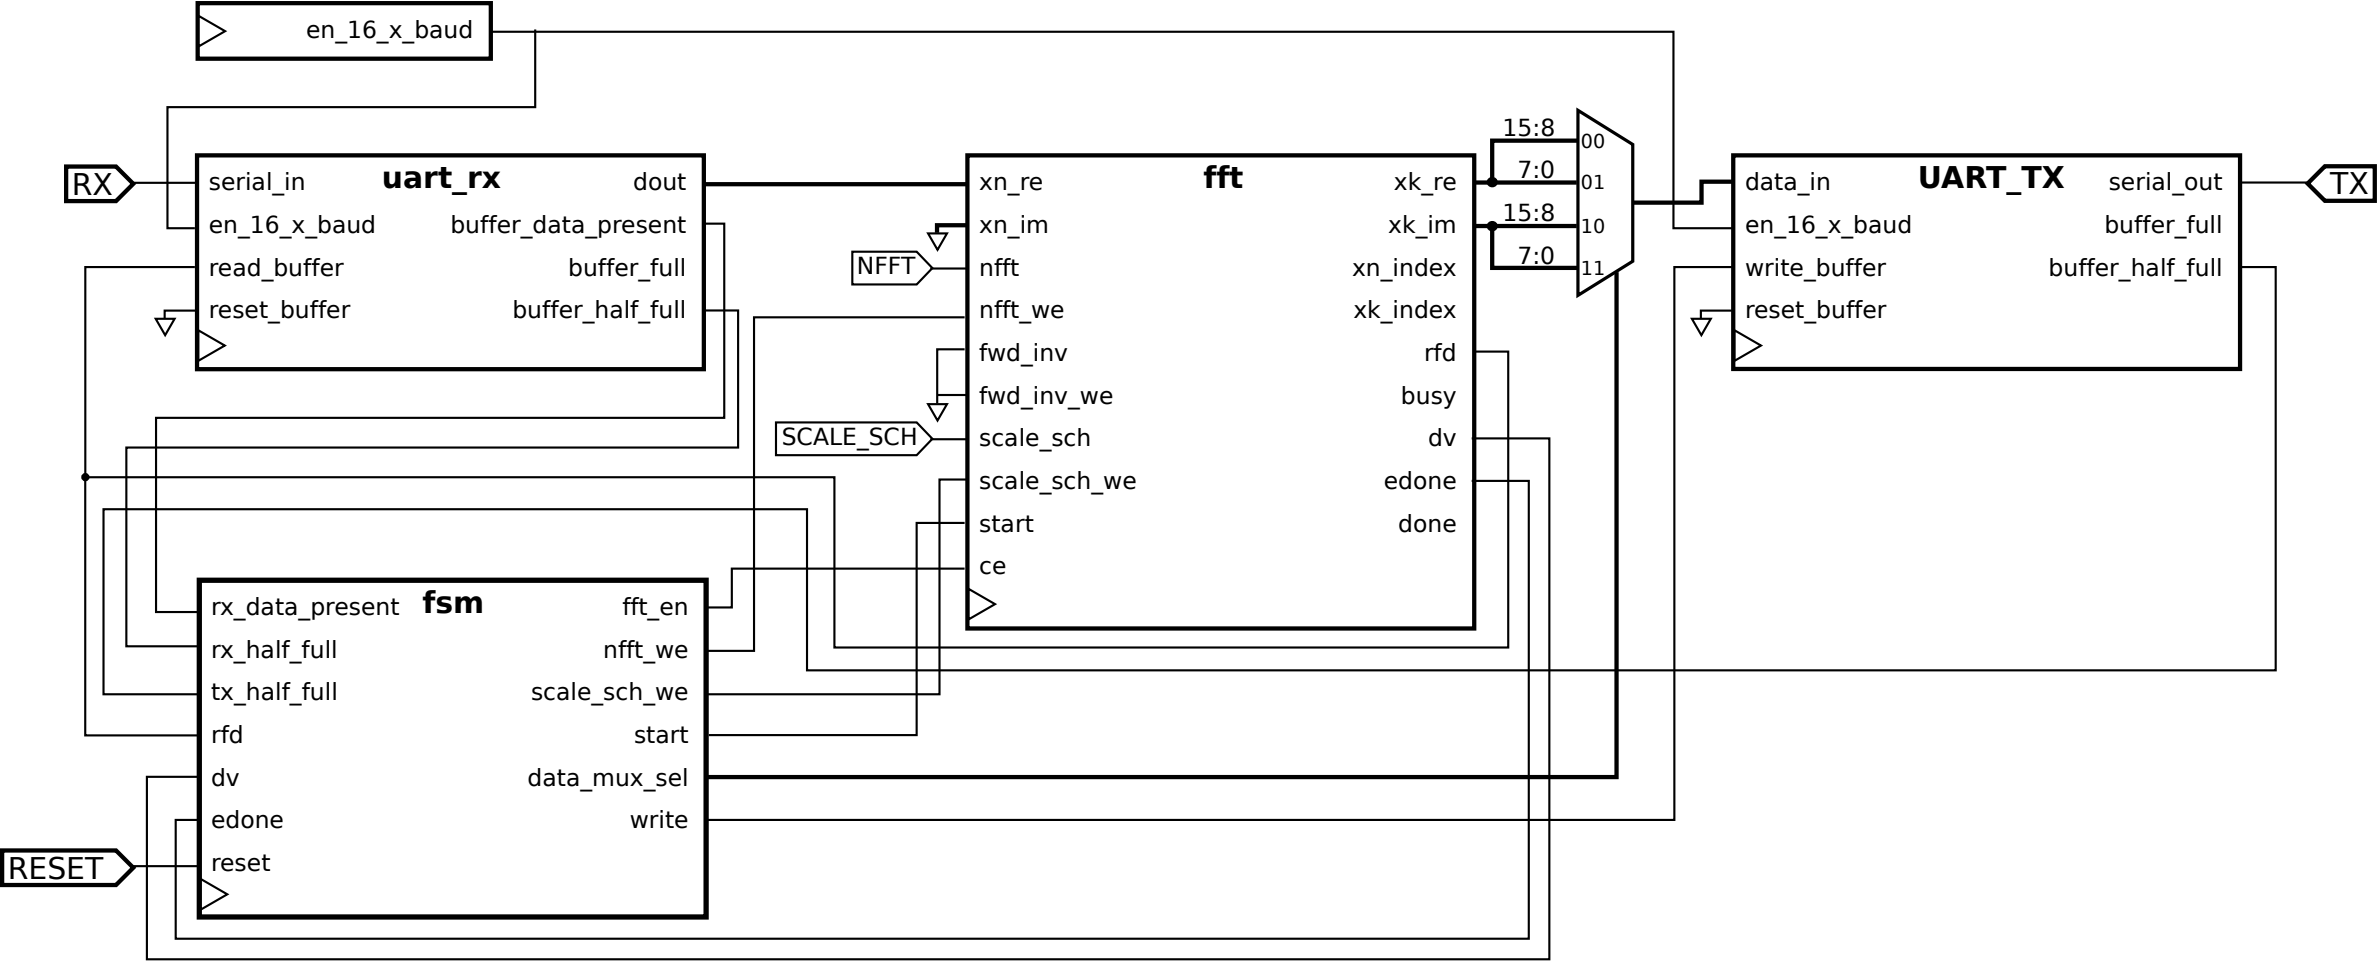 en_16_x_baud
RX
uart_rx
serial_in
en_16_x_baud
read_buffer
reset_buffer
dout
buffer_data_present
buffer_full
buffer_half_full
NFFT
SCALE_SCH
fft
xn_re
xn_im
nfft
nfft_we
fwd_inv
fwd_inv_we
scale_sch
scale_sch_we
start
ce
xk_re
xk_im
xn_index
xk_index
rfd
busy
dv
edone
done
15:8
7:0
15:8
7:0
00
01
10
11
UART_TX
data_in
en_16_x_baud
write_buffer
reset_buffer
serial_out
buffer_full
buffer_half_full
TX
fsm
rx_data_present
rx_half_full
tx_half_full
rfd
dv
edone
reset
fft_en
nfft_we
scale_sch_we
start
data_mux_sel
write
RESET